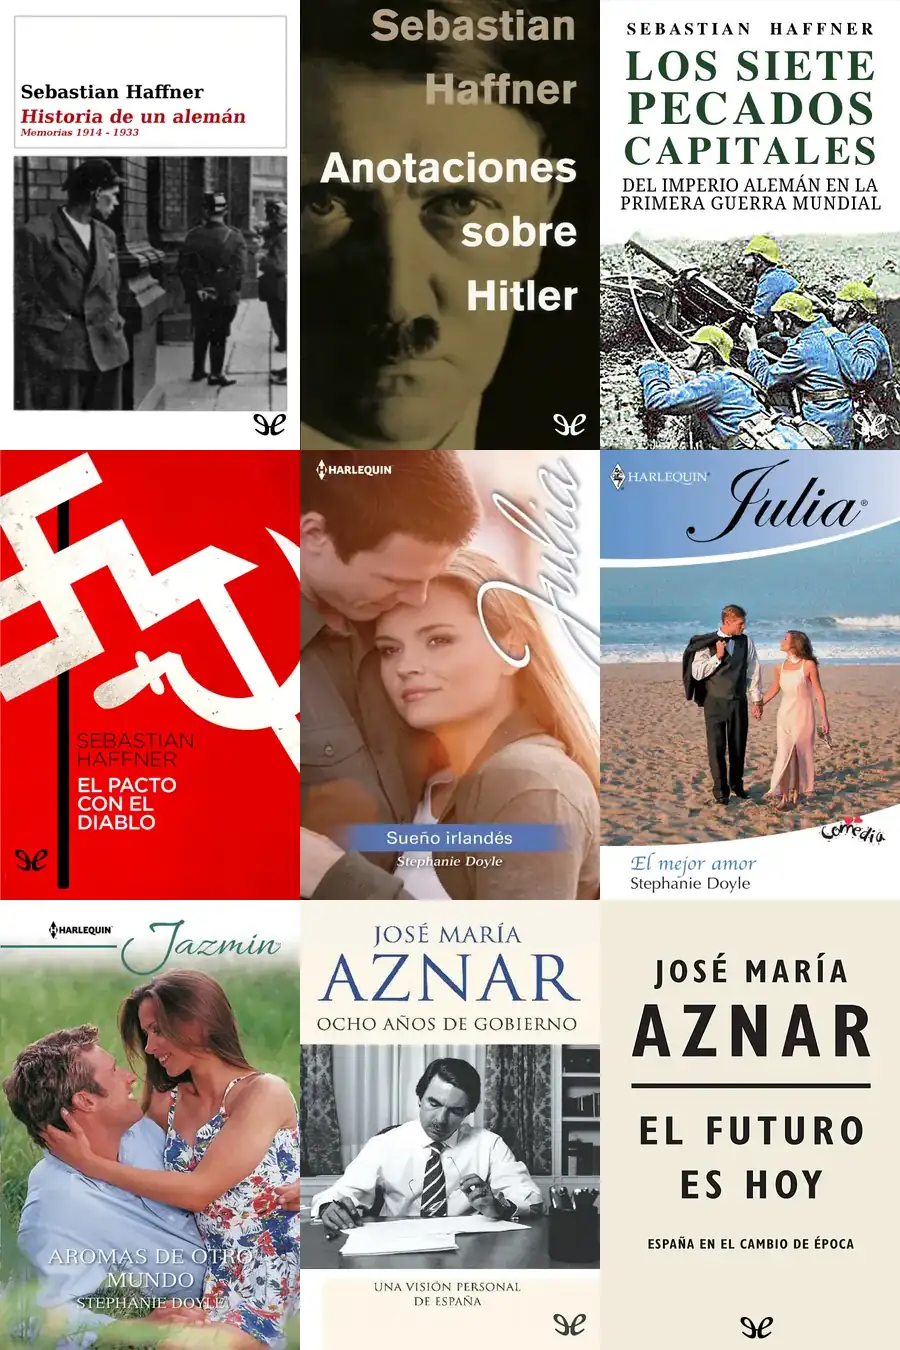 Sebastian Haffner
Historia de un alemán
Memorias 1914 - 1933
Sebastian
Haffner
Anotaciones
sobre
Hitler
SEBASTIAN HAFFNER
LOS SIETE
PECADOS
CAPITALES
DEL IMPERIO ALEMÁN EN LA
PRIMERA GUERRA MUNDIAL
SEBASTIAN
HAFFNER
EL PACTO
CON EL
DIABLO
HARLEQUIN
Julia
Sueño irlandés
Stephanie Doyle
HARLEQUIN
Julia®
Comedia
El mejor amor
Stephanie Doyle
HARLEQUIN
Jazmín
AROMAS DE OTRO
MUNDO
STEPHANIE DOYLE
JOSÉ MARÍA
AZNAR
OCHO AÑOS DE GOBIERNO
UNA VISIÓN PERSONAL
DE ESPAÑA
JOSÉ MARÍA
AZNAR
EL FUTURO
ES HOY
ESPAÑA EN EL CAMBIO DE ÉPOCA